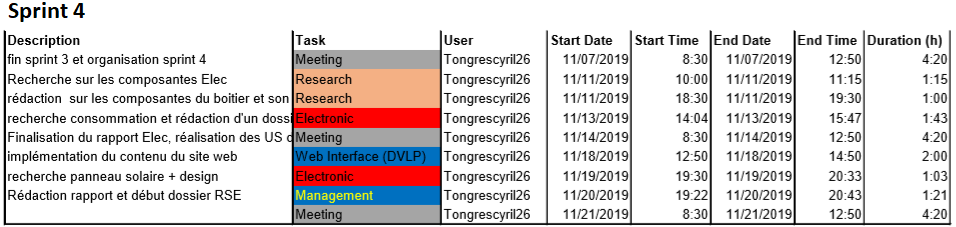 Sprint 4
Description Task User Start Date Start Time End Date End Time Duration (h)
fin sprint 3 et organisation sprint 4 Meeting Tongrescyril26 11/07/2019 8:30 11/07/2019 12:50 4:20
Recherche sur les composantes Elec Research Tongrescyril26 11/11/2019 10:00 11/11/2019 11:15 1:15
rédaction sur les composantes du boitier et son Research Tongrescyril26 11/11/2019 18:30 11/11/2019 19:30 1:00
recherche consommation et rédaction d'un dossi Electronic Tongrescyril26 11/13/2019 14:04 11/13/2019 15:47 1:43
Finalisation du rapport Elec, réalisation des US d Meeting Tongrescyril26 11/14/2019 8:30 11/14/2019 12:50 4:20
implémentation du contenu du site web Web Interface (DVLP) Tongrescyril26 11/18/2019 12:50 11/18/2019 14:50 2:00
recherche panneau solaire + design Electronic Tongrescyril26 11/19/2019 19:30 11/19/2019 20:33 1:03
Rédaction rapport et début dossier RSE Management Tongrescyril26 11/20/2019 19:22 11/20/2019 20:43 1:21
Meeting Tongrescyril26 11/21/2019 8:30 11/21/2019 12:50 4:20